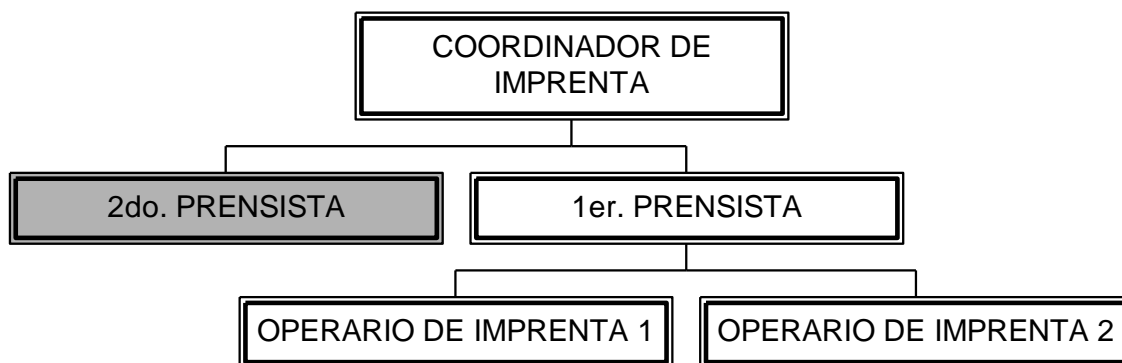 COORDINADOR DE
IMPRENTA
2do. PRENSISTA
1er. PRENSISTA
OPERARIO DE IMPRENTA 1
OPERARIO DE IMPRENTA 2